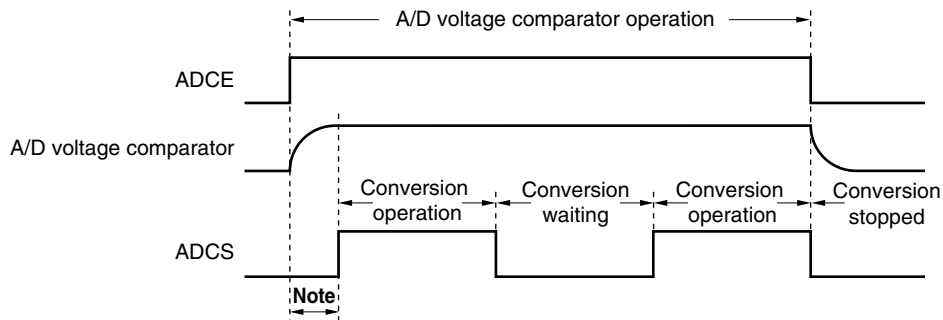 A/D voltage comparator operation
ADCE
A/D voltage comparator
Conversion operation
Conversion waiting
Conversion operation
Conversion stopped
ADCS
Note